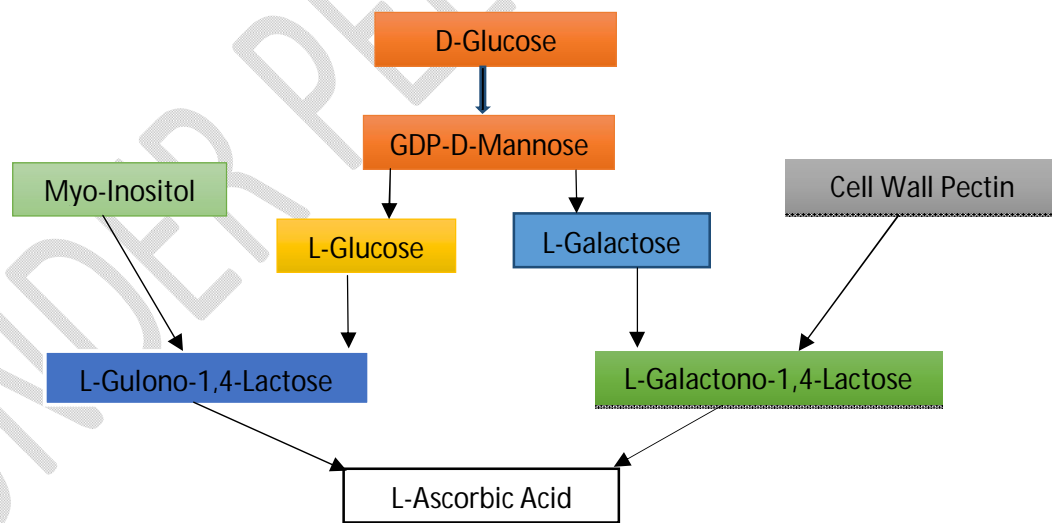 D-Glucose
GDP-D-Mannose
Myo-Inositol
Cell Wall Pectin
L-Glucose
L-Galactose
L-Gulono-1,4-Lactose
L-Galactono-1,4-Lactose
L-Ascorbic Acid